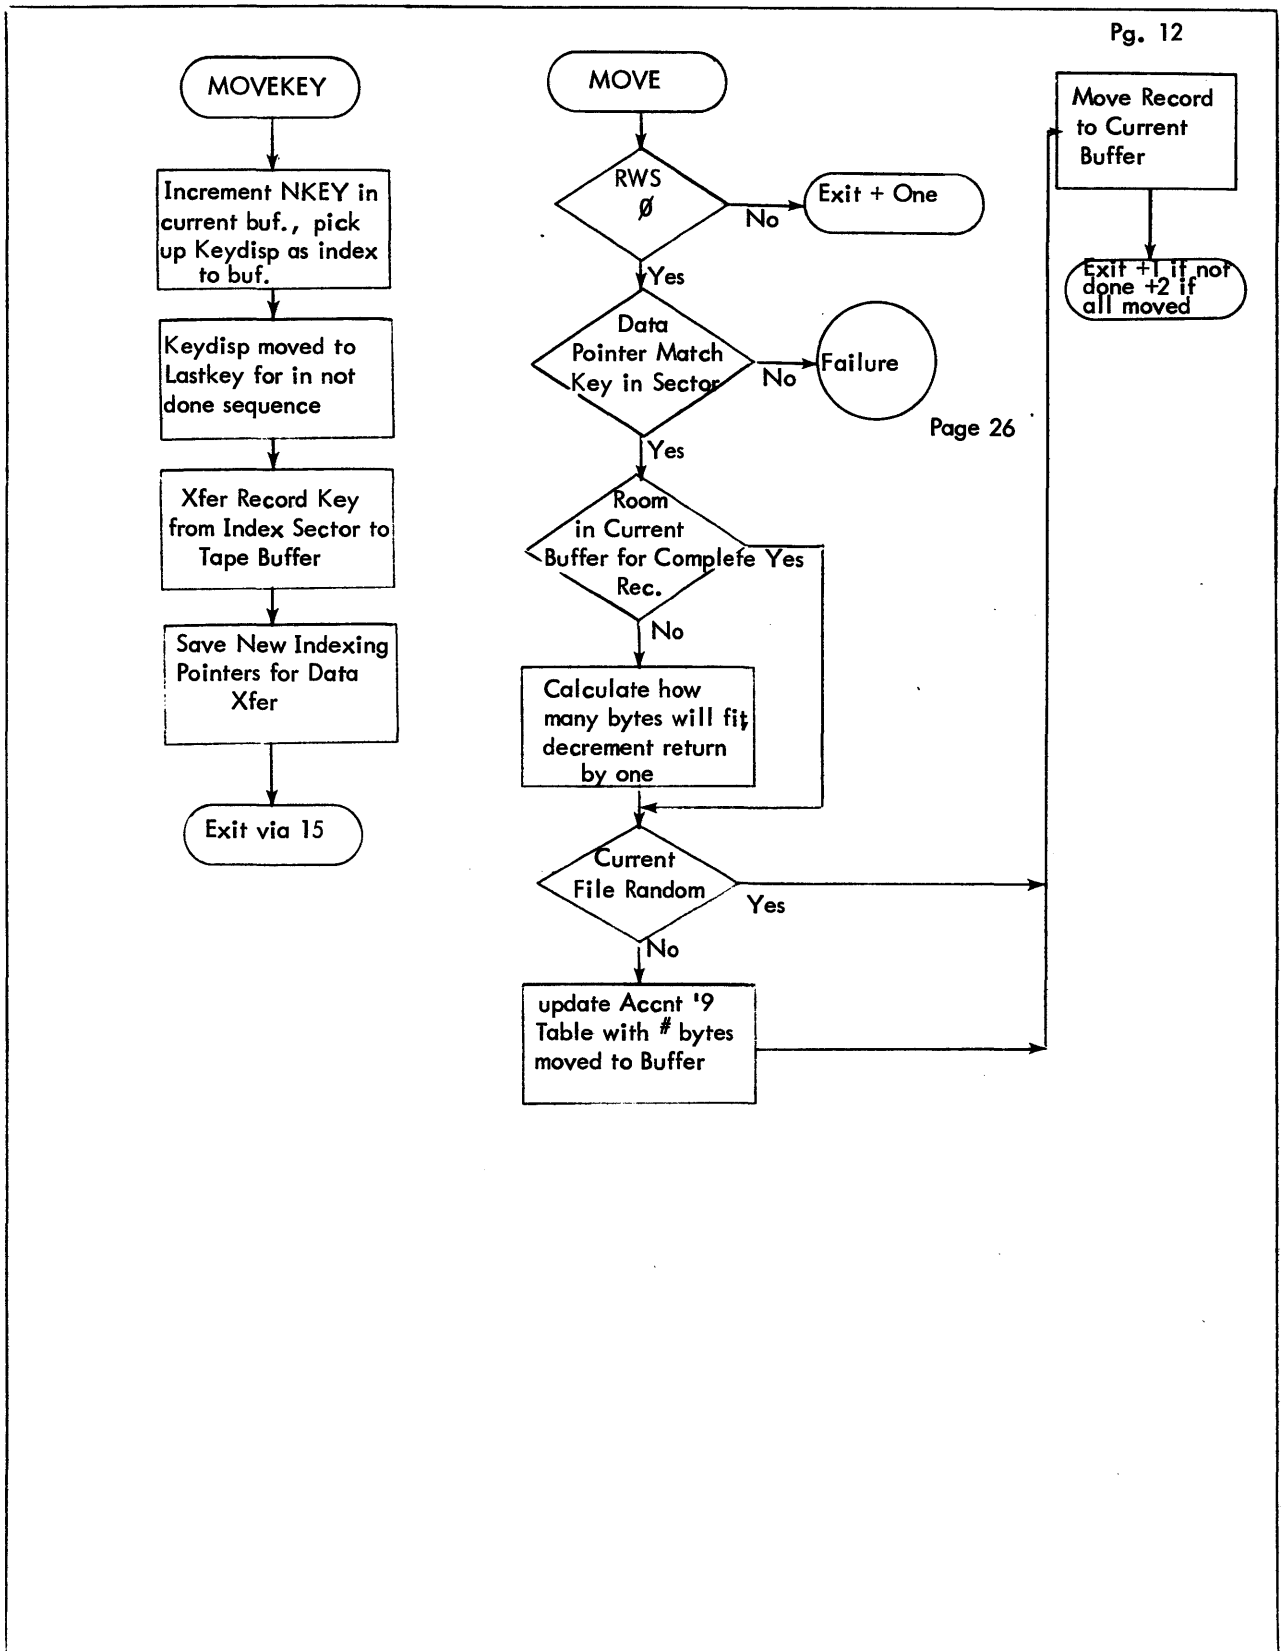 Pg. 12
MOVEKEY
Increment NKEY in
current buf., pick
up Keydisp as index
to buf.
Keydisp moved to
Lastkey for in not
done sequence
Xfer Record Key
from Index Sector to
Tape Buffer
Save New Indexing
Pointers for Data
Xfer
Exit via 15
MOVE
RWS
Ø
No
Exit + One
Yes
Data
Pointer Match
Key in Sector
No
Failure
Page 26
Yes
Room
in Current
Buffer for Complete
Rec.
Yes
No
Calculate how
many bytes will fit,
decrement return
by one
Current
File Random
Yes
No
update Accnt '9
Table with # bytes
moved to Buffer
Move Record
to Current
Buffer
Exit +1 if not
done +2 if
all moved